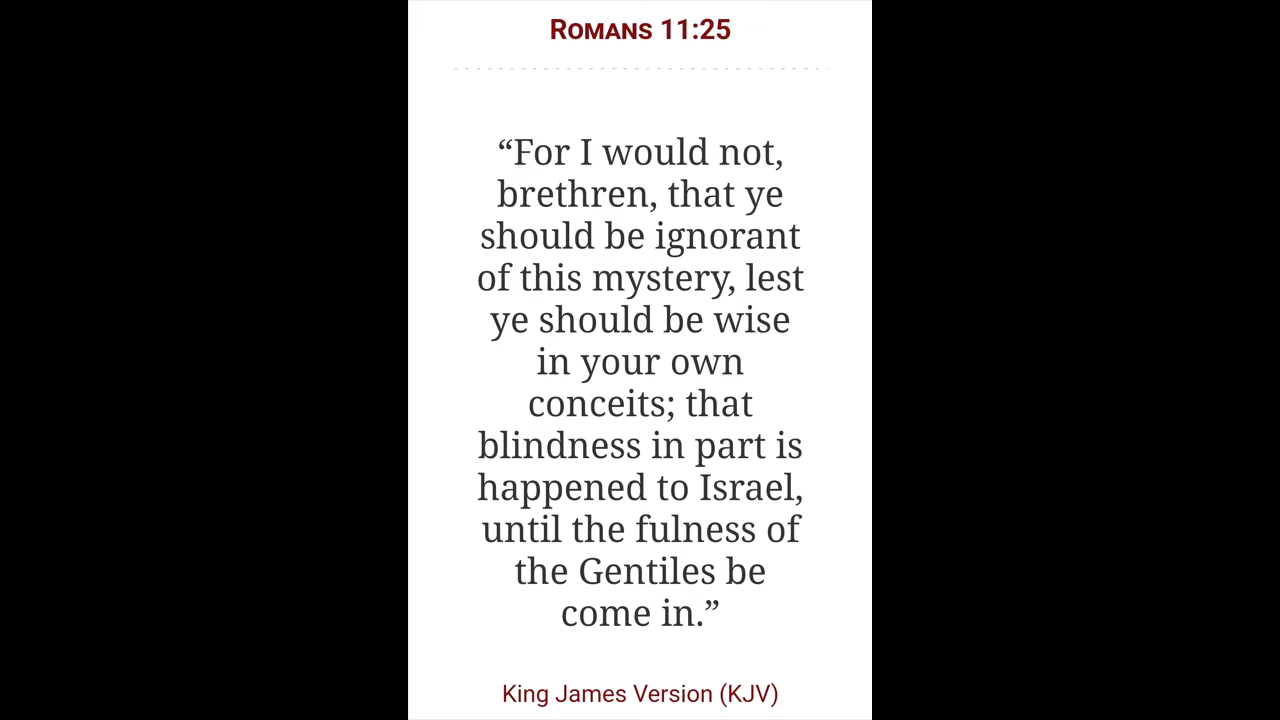 Romans 11:25
“For I would not,
brethren, that ye
should be ignorant
of this mystery, lest
ye should be wise
in your own
conceits; that
blindness in part is
happened to Israel,
until the fulness of
the Gentiles be
come in.”
King James Version (KJV)